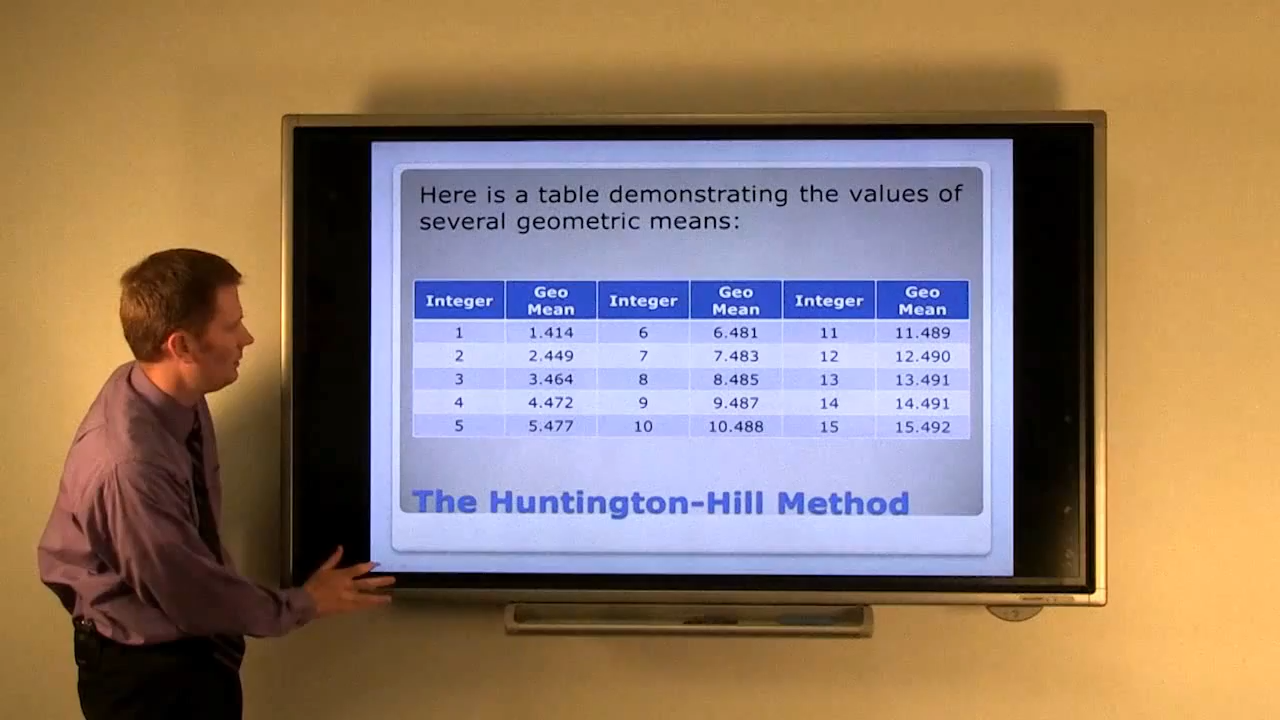 Here is a table demonstrating the values of
several geometric means:
Integer Geo Mean Integer Geo Mean Integer Geo Mean
1 1.414 6 6.481 11 11.489
2 2.449 7 7.483 12 12.490
3 3.464 8 8.485 13 13.491
4 4.472 9 9.487 14 14.491
5 5.477 10 10.488 15 15.492
The Huntington-Hill Method